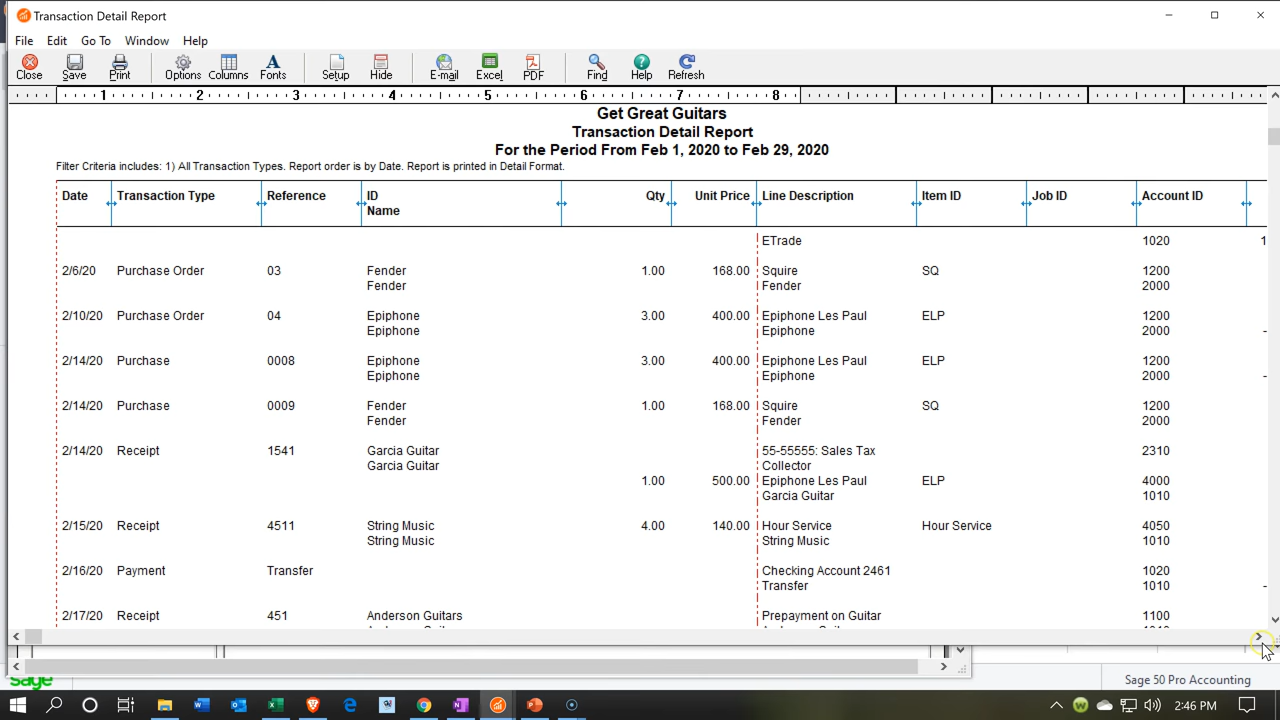 Transaction Detail Report
File Edit Go To Window Help
Close Save Print Options Columns Fonts Setup Hide E-mail Excel PDF Find Help Refresh
1 2 3 4 5 6 7 8
Get Great Guitars
Transaction Detail Report
For the Period From Feb 1, 2020 to Feb 29, 2020
Filter Criteria includes: 1) All Transaction Types. Report order is by Date. Report is printed in Detail Format.
Date Transaction Type Reference ID Qty Unit Price Line Description Item ID Job ID Account ID
Name
ETrade 1020 1
2/6/20 Purchase Order 03 Fender 1.00 168.00 Squire SQ 1200
Fender Fender 2000
2/10/20 Purchase Order 04 Epiphone 3.00 400.00 Epiphone Les Paul ELP 1200
Epiphone Epiphone 2000 -
2/14/20 Purchase 0008 Epiphone 3.00 400.00 Epiphone Les Paul ELP 1200
Epiphone Epiphone 2000 -
2/14/20 Purchase 0009 Fender 1.00 168.00 Squire SQ 1200
Fender Fender 2000
2/14/20 Receipt 1541 Garcia Guitar 55-55555: Sales Tax 2310
Garcia Guitar Collector
1.00 500.00 Epiphone Les Paul ELP 4000
Garcia Guitar 1010
2/15/20 Receipt 4511 String Music 4.00 140.00 Hour Service Hour Service 4050
String Music String Music 1010
2/16/20 Payment Transfer Checking Account 2461 1020
Transfer 1010 -
2/17/20 Receipt 451 Anderson Guitars Prepayment on Guitar 1100
sage Sage 50 Pro Accounting
2:46 PM